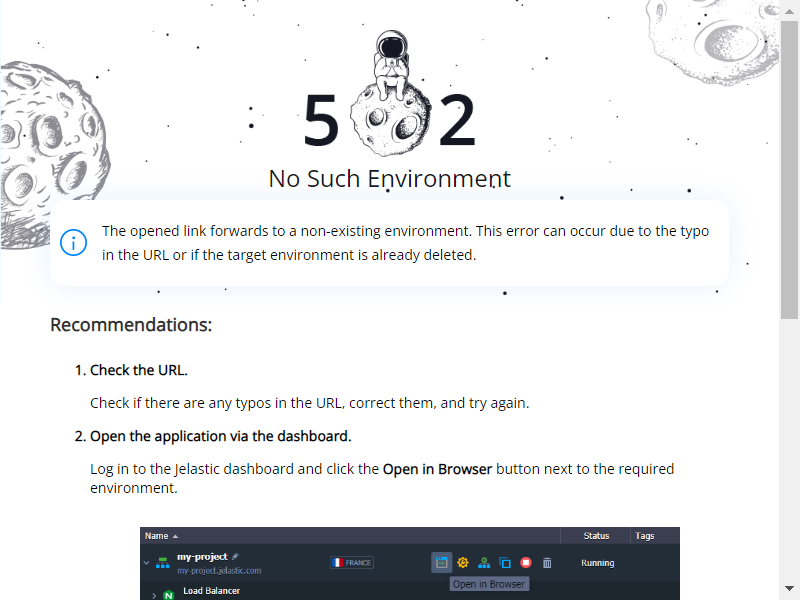 502
No Such Environment
The opened link forwards to a non-existing environment. This error can occur due to the typo
in the URL or if the target environment is already deleted.
Recommendations:
1. Check the URL.
Check if there are any typos in the URL, correct them, and try again.
2. Open the application via the dashboard.
Log in to the Jelastic dashboard and click the Open in Browser button next to the required
environment.
Name Status Tags
my-project
FRANCE Running
my-project.jelastic.com
Open in Browser
Load Balancer